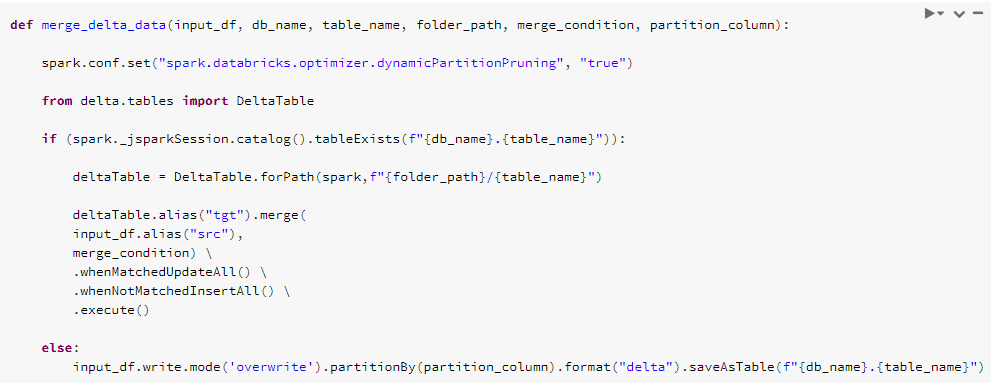 def merge_delta_data(input_df, db_name, table_name, folder_path, merge_condition, partition_column):
spark.conf.set("spark.databricks.optimizer.dynamicPartitionPruning", "true")
from delta.tables import DeltaTable
if (spark._jsparkSession.catalog().tableExists(f"{db_name}.{table_name}")):
deltaTable = DeltaTable.forPath(spark,f"{folder_path}/{table_name}")
deltaTable.alias("tgt").merge(
input_df.alias("src"),
merge_condition) \
.whenMatchedUpdateAll() \
.whenNotMatchedInsertAll() \
.execute()
else:
input_df.write.mode('overwrite').partitionBy(partition_column).format("delta").saveAsTable(f"{db_name}.{table_name}")